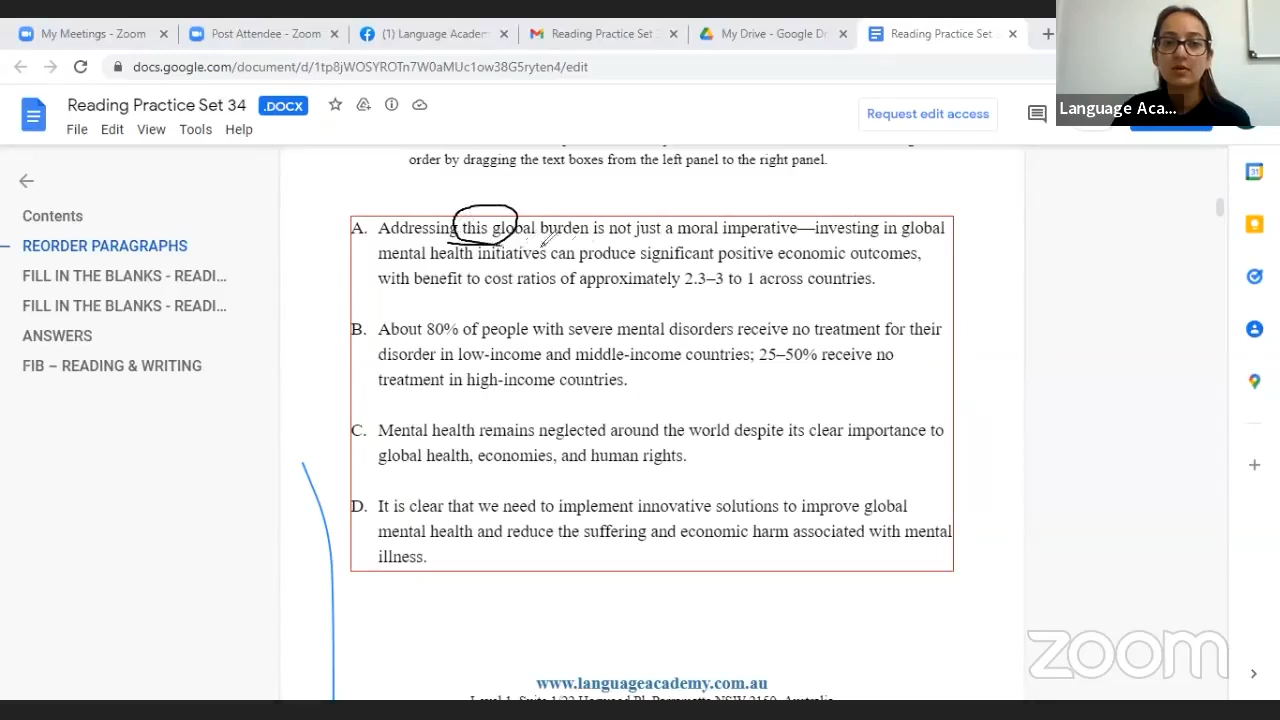 My Meetings - Zoom
Post Attendee - Zoom
(1) Language Academ
Reading Practice Set
My Drive - Google Dr
Reading Practice Set
docs.google.com/document/d/1tp8jWOSYROTn7W0aMUc1ow38G5ryten4/edit
Language Aca...
Reading Practice Set 34 .DOCX
Request edit access
File Edit View Tools Help
order by dragging the text boxes from the left panel to the right panel.
Contents
REORDER PARAGRAPHS
FILL IN THE BLANKS - READI...
FILL IN THE BLANKS - READI...
ANSWERS
FIB – READING & WRITING
A. Addressing this global burden is not just a moral imperative—investing in global
mental health initiatives can produce significant positive economic outcomes,
with benefit to cost ratios of approximately 2.3–3 to 1 across countries.
B. About 80% of people with severe mental disorders receive no treatment for their
disorder in low-income and middle-income countries; 25–50% receive no
treatment in high-income countries.
C. Mental health remains neglected around the world despite its clear importance to
global health, economies, and human rights.
D. It is clear that we need to implement innovative solutions to improve global
mental health and reduce the suffering and economic harm associated with mental
illness.
31
zoom
www.languageacademy.com.au